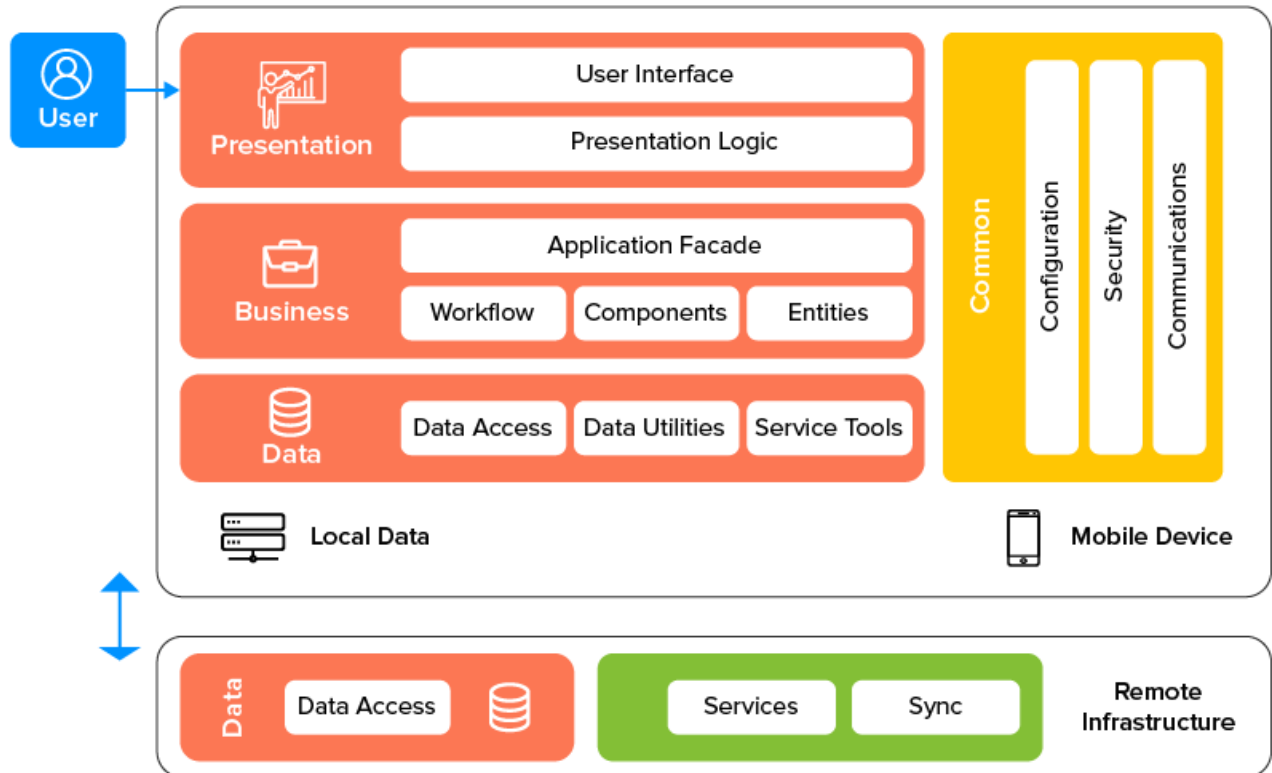 User
Presentation
User Interface
Presentation Logic
Business
Application Facade
Workflow
Components
Entities
Data
Data Access
Data Utilities
Service Tools
Common
Configuration
Security
Communications
Local Data
Mobile Device
Data
Data Access
Services
Sync
Remote
Infrastructure